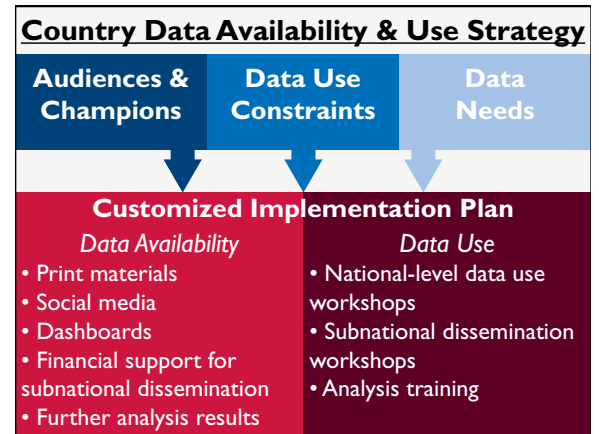 Country Data Availability & Use Strategy
Audiences &
Champions
Data Use
Constraints
Data
Needs
Customized Implementation Plan
Data Availability
• Print materials
• Social media
• Dashboards
• Financial support for
subnational dissemination
• Further analysis results
Data Use
• National-level data use
workshops
• Subnational dissemination
workshops
• Analysis training